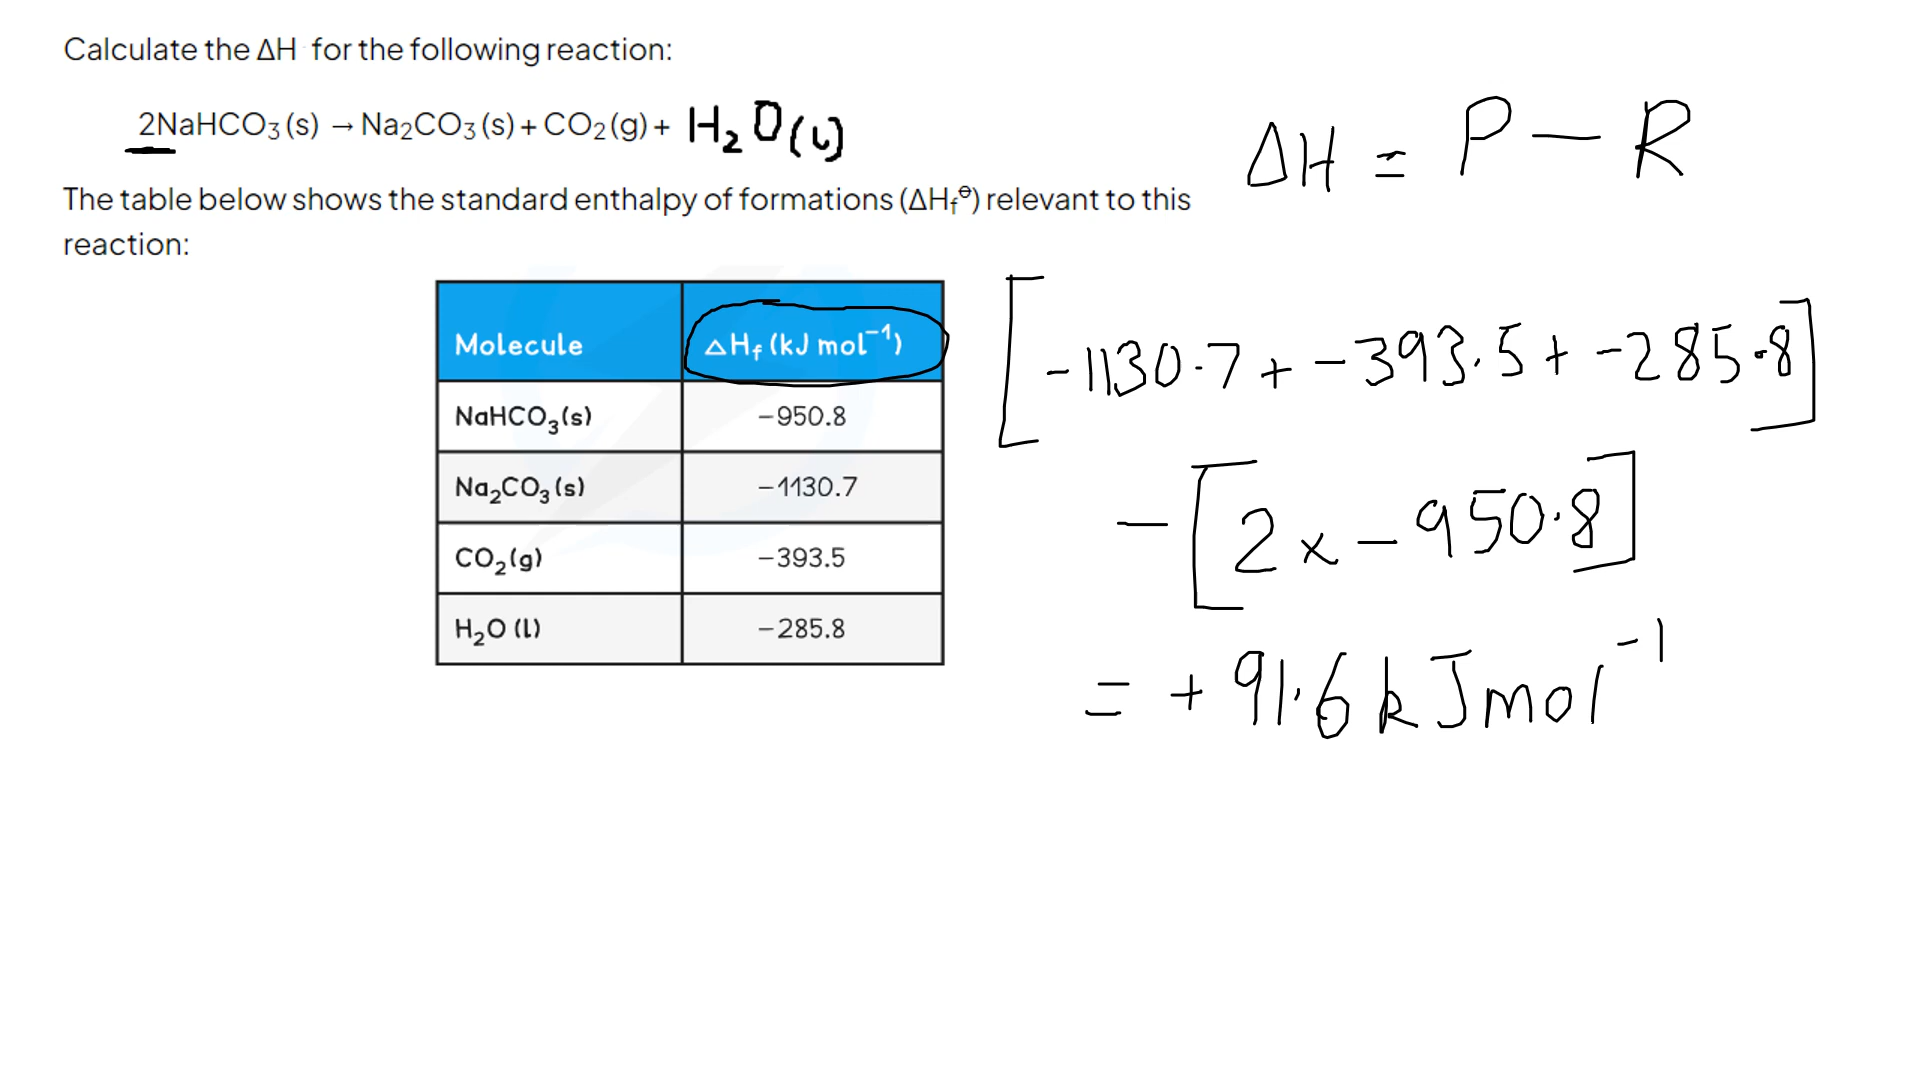 Calculate the ΔH for the following reaction:
2NaHCO₃ (s) → Na₂CO₃ (s) + CO₂ (g) + H₂O(l)
ΔH = P — R
The table below shows the standard enthalpy of formations (ΔHf⦵) relevant to this
reaction:
Molecule ΔHf (kJ mol⁻¹)
NaHCO₃(s) −950.8
Na₂CO₃(s) −1130.7
CO₂(g) −393.5
H₂O (l) −285.8
[-1130.7 + -393.5 + -285.8]
- [2 x -950.8]
= + 91.6 kJmol⁻¹